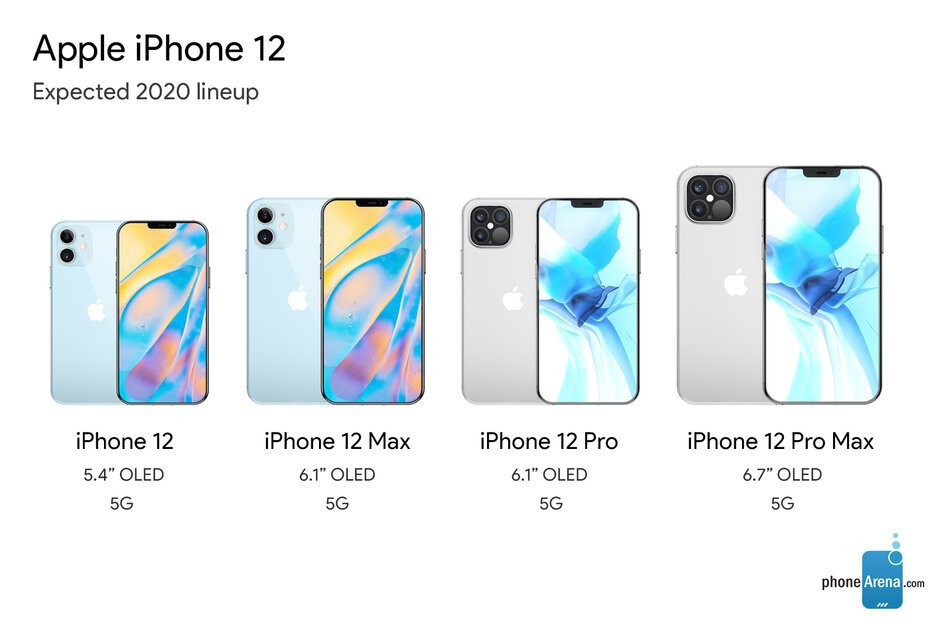 Apple iPhone 12
Expected 2020 lineup
iPhone 12
5.4” OLED
5G
iPhone 12 Max
6.1” OLED
5G
iPhone 12 Pro
6.1” OLED
5G
iPhone 12 Pro Max
6.7” OLED
5G
phoneArena.com